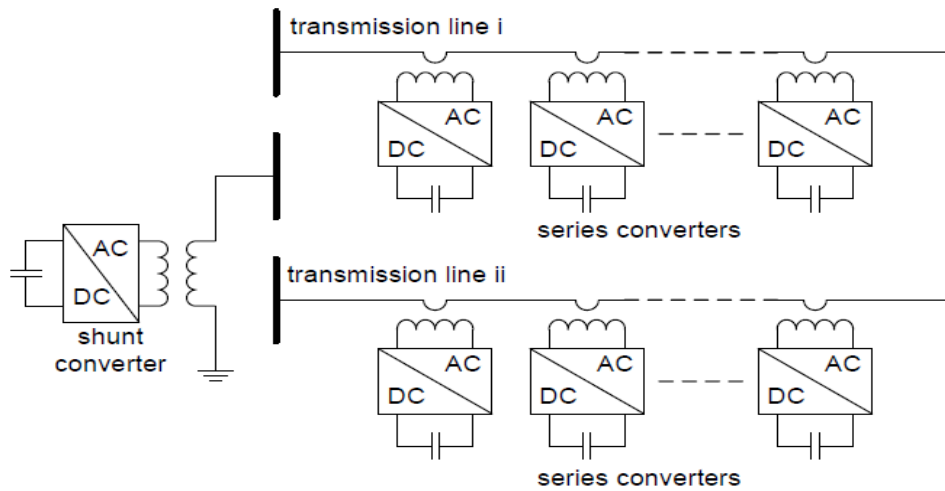 transmission line i
AC
DC
AC
DC
AC
DC
series converters
AC
DC
shunt
converter
transmission line ii
AC
DC
AC
DC
AC
DC
series converters